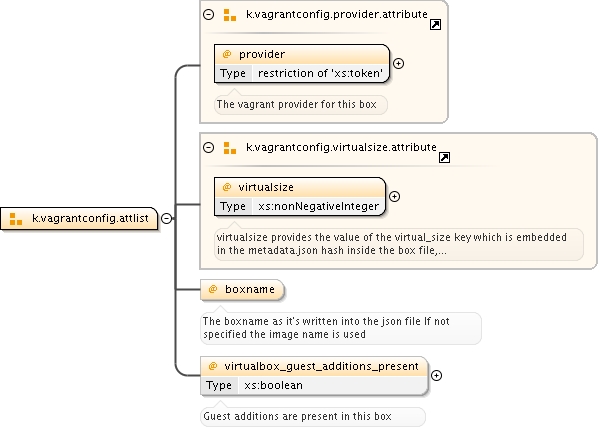 k.vagrantconfig.provider.attribute
@ provider
Type restriction of 'xs:token'
The vagrant provider for this box
k.vagrantconfig.virtualsize.attribute
@ virtualsize
Type xs:nonNegativeInteger
virtualsize provides the value of the virtual_size key which is embedded
in the metadata.json hash inside the box file,...
k.vagrantconfig.attlist
@ boxname
The boxname as it's written into the json file If not
specified the image name is used
@ virtualbox_guest_additions_present
Type xs:boolean
Guest additions are present in this box